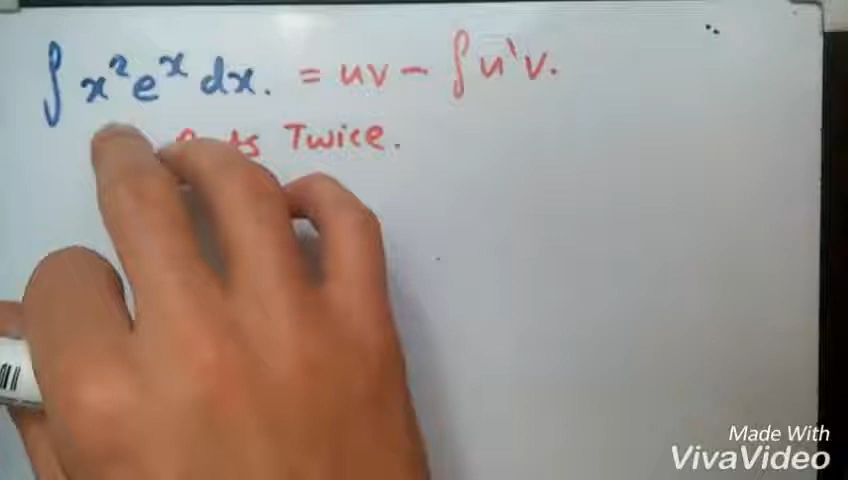 ∫ x²eˣ dx. = uv − ∫ u'v.
Twice.
Made With
VivaVideo